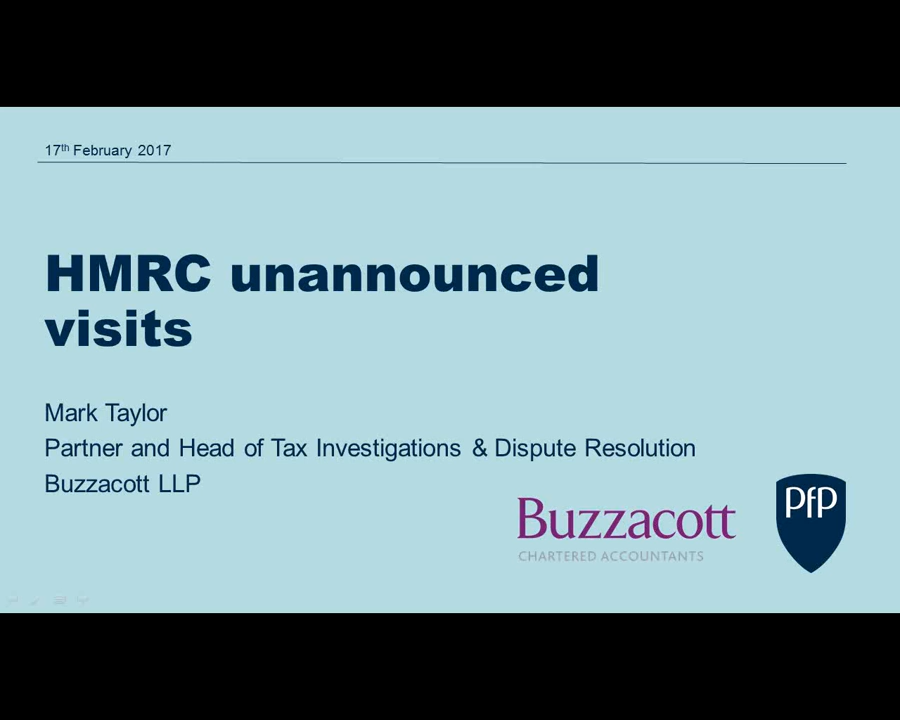 17th February 2017
HMRC unannounced
visits
Mark Taylor
Partner and Head of Tax Investigations & Dispute Resolution
Buzzacott LLP
Buzzacott
CHARTERED ACCOUNTANTS
PfP